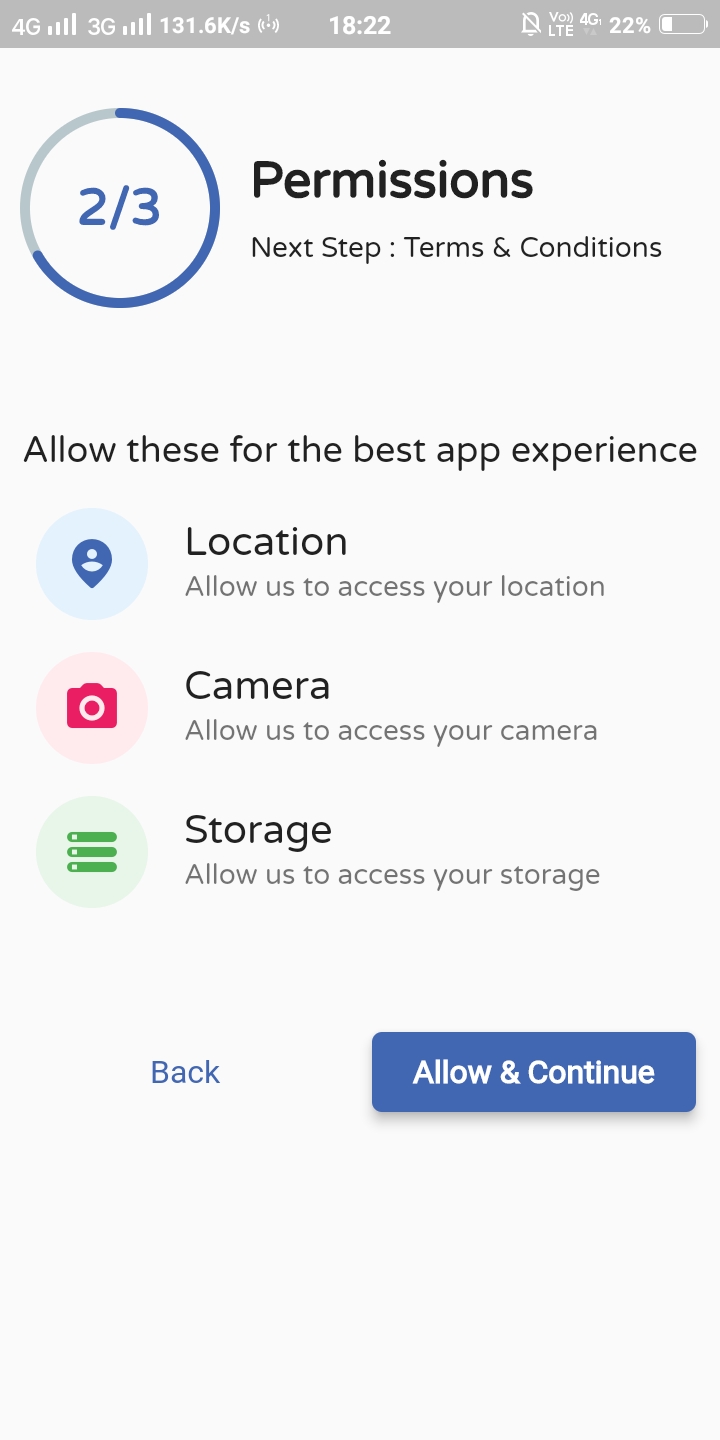 4G 3G 131.6K/s 18:22 Vo)) LTE 4G 22%
2/3
Permissions
Next Step : Terms & Conditions
Allow these for the best app experience
Location
Allow us to access your location
Camera
Allow us to access your camera
Storage
Allow us to access your storage
Back Allow & Continue